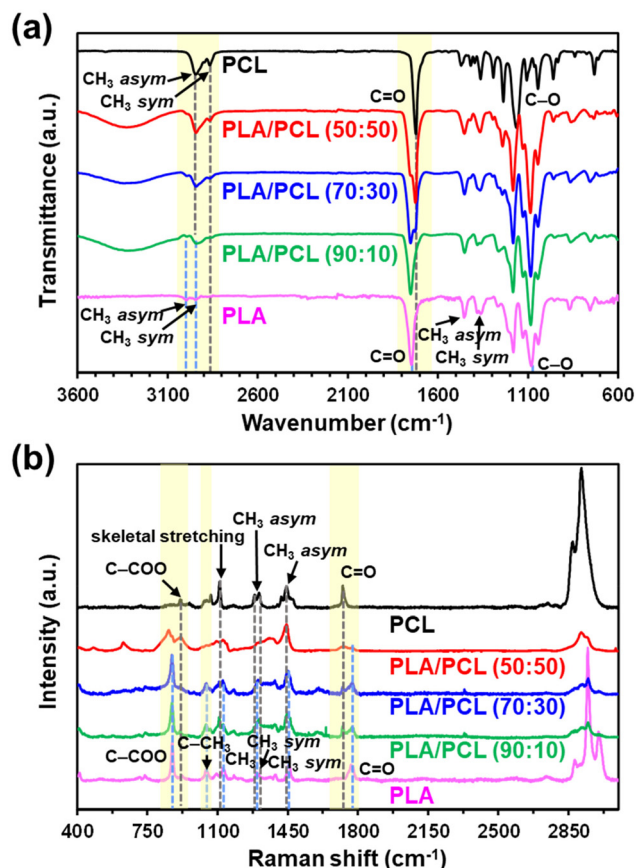 (a)
CH₃ asym
CH₃ sym
PCL
C=O
C–O
PLA/PCL (50:50)
PLA/PCL (70:30)
PLA/PCL (90:10)
CH₃ asym
CH₃ sym
PLA
C=O
CH₃ asym
CH₃ sym
C–O
Transmittance (a.u.)
3600 3100 2600 2100 1600 1100 600
Wavenumber (cm⁻¹)
(b)
CH₃ asym
skeletal stretching
CH₃ asym
C–COO
C=O
PCL
PLA/PCL (50:50)
PLA/PCL (70:30)
PLA/PCL (90:10)
C–COO
C–CH₃
CH₃ sym
CH₃
CH₃ sym
C=O
PLA
Intensity (a.u.)
400 750 1100 1450 1800 2150 2500 2850
Raman shift (cm⁻¹)